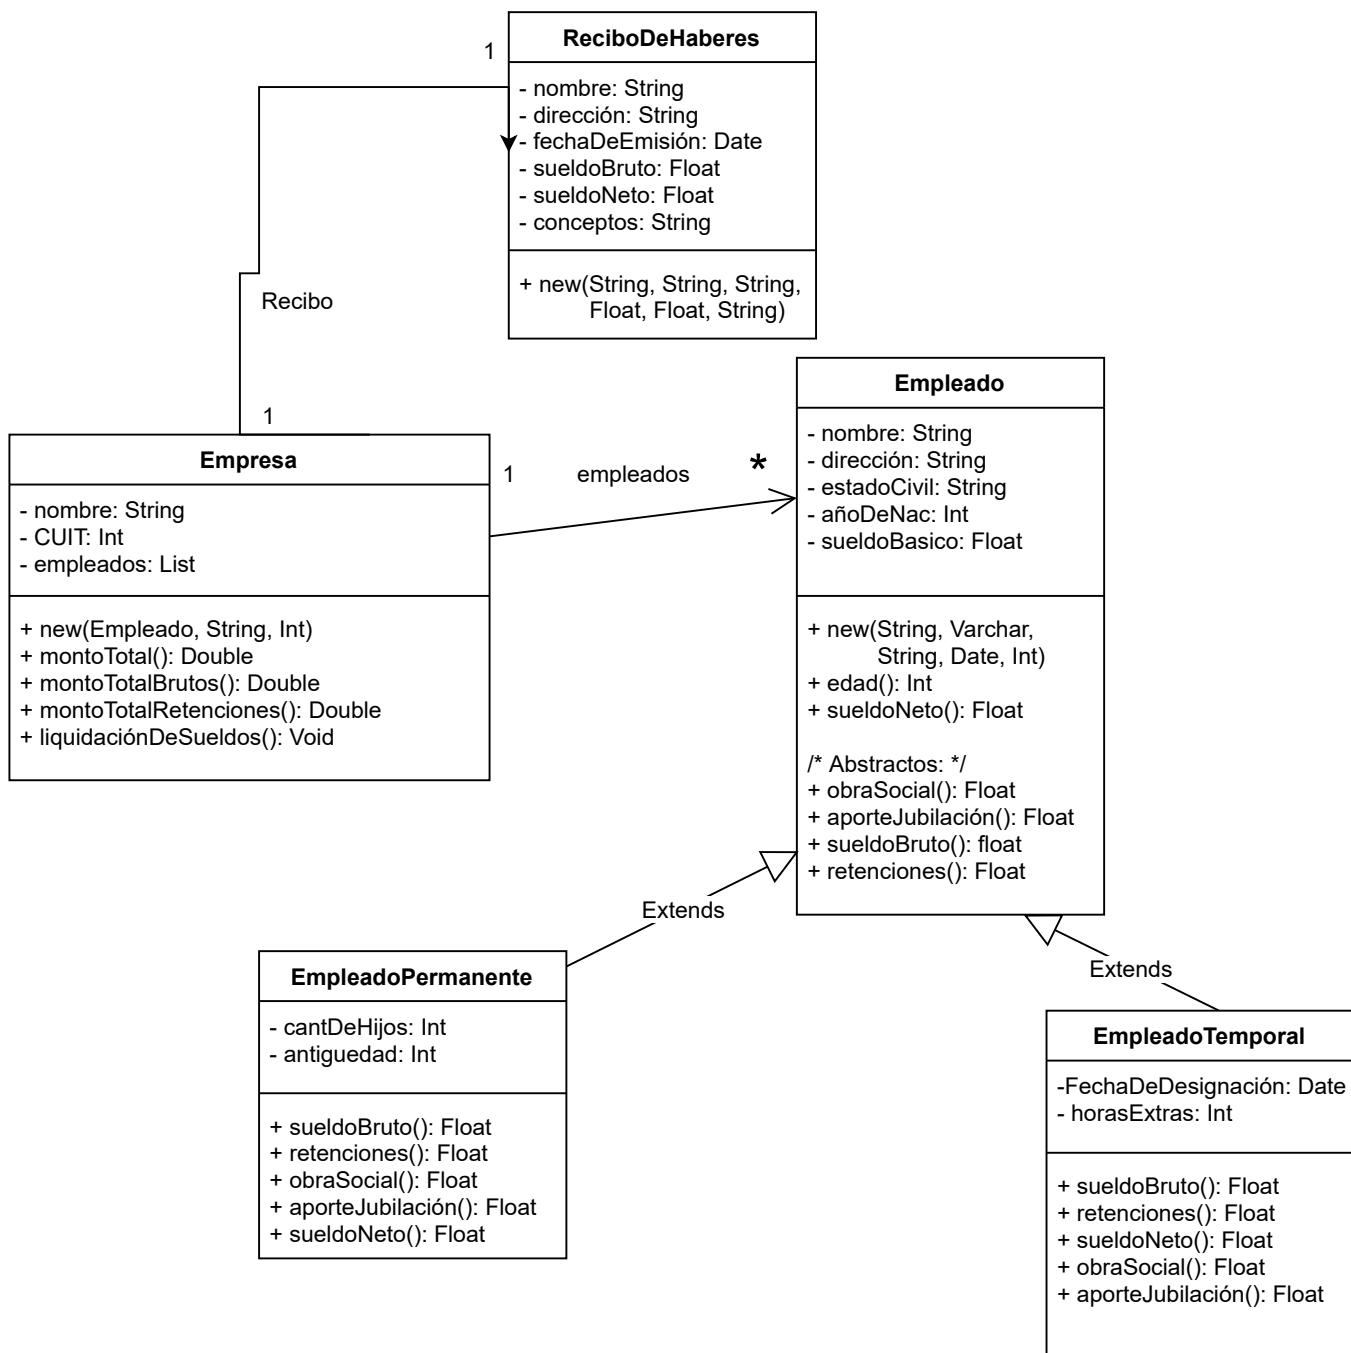 ReciboDeHaberes
1
- nombre: String
- dirección: String
- fechaDeEmisión: Date
- sueldoBruto: Float
- sueldoNeto: Float
- conceptos: String
+ new(String, String, String,
Float, Float, String)
Recibo
1
Empresa
- nombre: String
- CUIT: Int
- empleados: List
+ new(Empleado, String, Int)
+ montoTotal(): Double
+ montoTotalBrutos(): Double
+ montoTotalRetenciones(): Double
+ liquidaciónDeSueldos(): Void
1
empleados
*
Empleado
- nombre: String
- dirección: String
- estadoCivil: String
- añoDeNac: Int
- sueldoBasico: Float
+ new(String, Varchar,
String, Date, Int)
+ edad(): Int
+ sueldoNeto(): Float
/* Abstractos: */
+ obraSocial(): Float
+ aporteJubilación(): Float
+ sueldoBruto(): float
+ retenciones(): Float
Extends
Extends
EmpleadoPermanente
- cantDeHijos: Int
- antiguedad: Int
+ sueldoBruto(): Float
+ retenciones(): Float
+ obraSocial(): Float
+ aporteJubilación(): Float
+ sueldoNeto(): Float
EmpleadoTemporal
-FechaDeDesignación: Date
- horasExtras: Int
+ sueldoBruto(): Float
+ retenciones(): Float
+ sueldoNeto(): Float
+ obraSocial(): Float
+ aporteJubilación(): Float